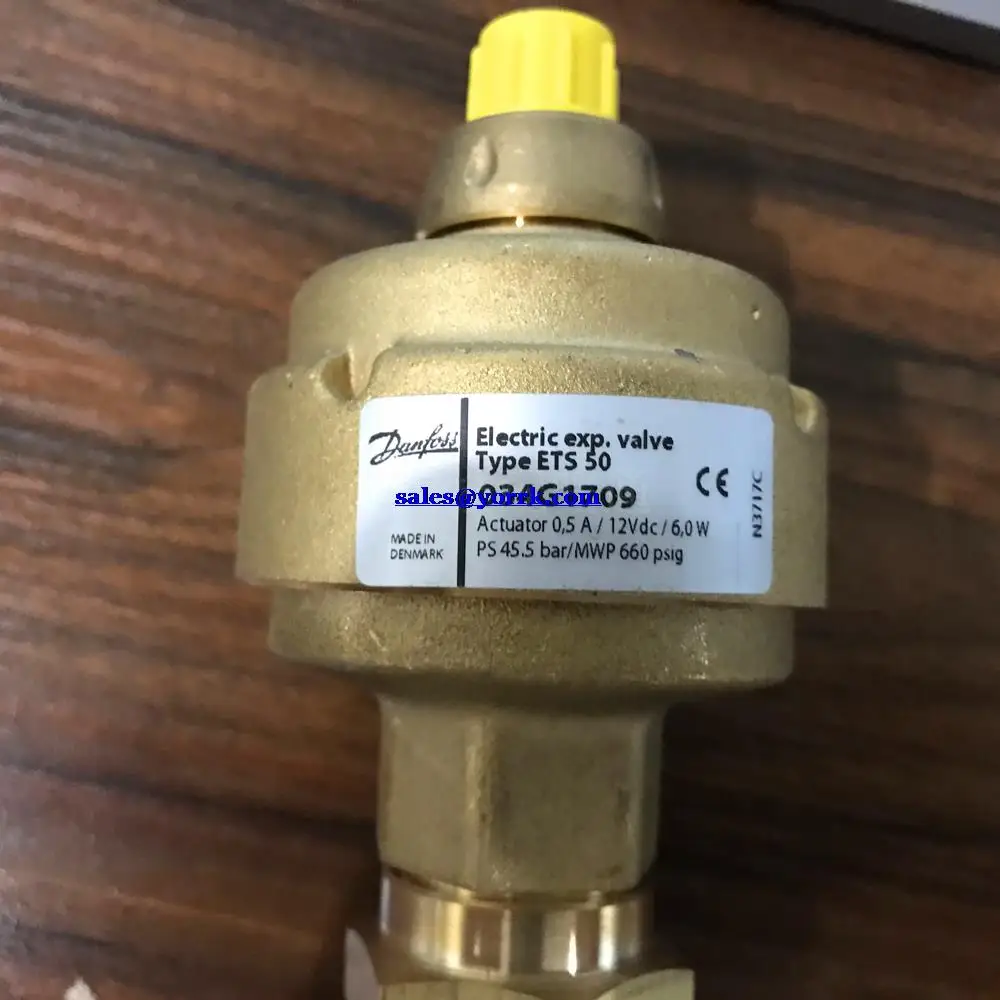 Danfoss
Electric exp. valve
Type ETS 50
sales@yorrk.com
Actuator 0,5 A / 12Vdc / 6,0 W
PS 45.5 bar/MWP 660 psig
MADE IN
DENMARK
CE
N3717C